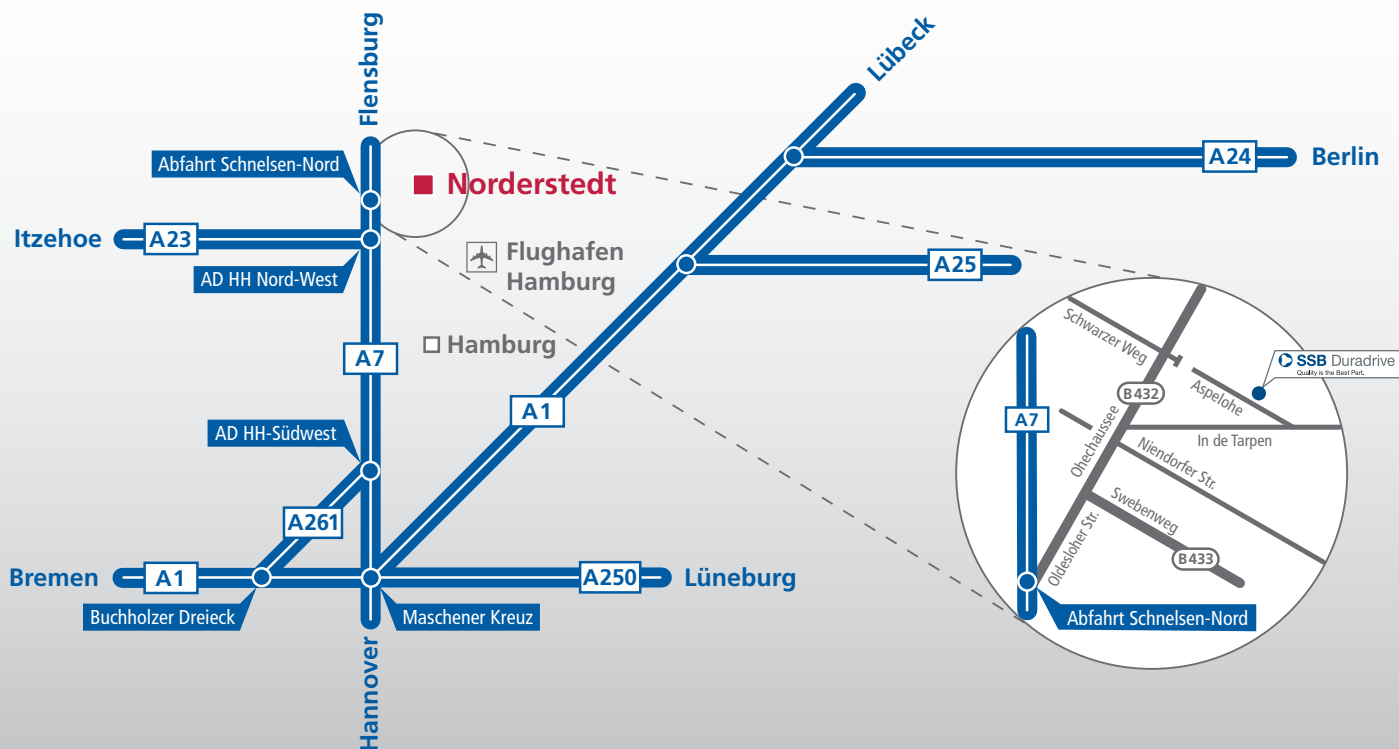 Flensburg
Lübeck
Abfahrt Schnelsen-Nord
A24
Berlin
Norderstedt
Itzehoe
A23
AD HH Nord-West
Flughafen
Hamburg
A25
Hamburg
A7
A1
AD HH-Südwest
A261
Bremen
A1
A250
Lüneburg
Buchholzer Dreieck
Maschener Kreuz
Hannover
Schwarzer Weg
SSB Duradrive
Quality is the Best Part.
B432
Aspelohe
A7
Ohechaussee
In de Tarpen
Niendorfer Str.
Swebenweg
Oldesloher Str.
B433
Abfahrt Schnelsen-Nord